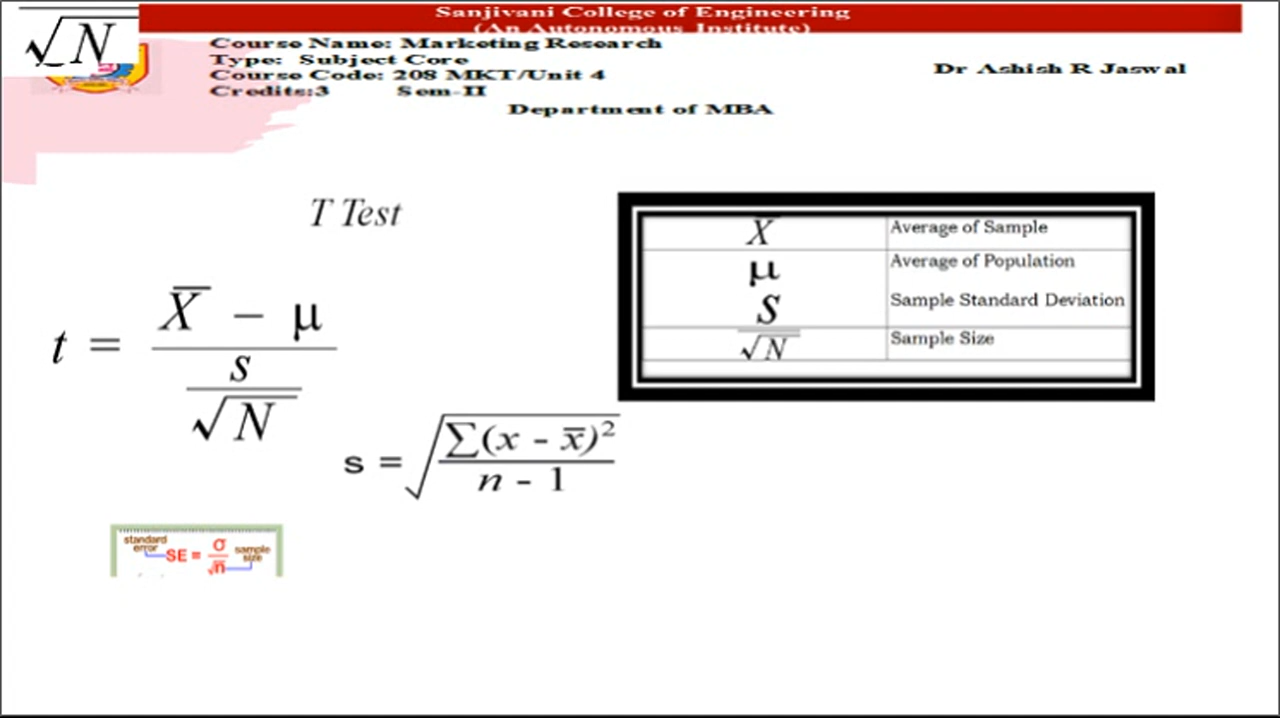 Sanjivani College of Engineering
(An Autonomous Institute)
√N
Course Name: Marketing Research
Type: Subject Core
Course Code: 208 MKT/Unit 4
Credits:3 Sem-II
Dr Ashish R Jaswal
Department of MBA
T Test
X Average of Sample
μ Average of Population
S Sample Standard Deviation
√N Sample Size
t = X̅ - μ
s
√N
s = √∑(x - x̅)²
n - 1
standard error SE = σ sample size
√n